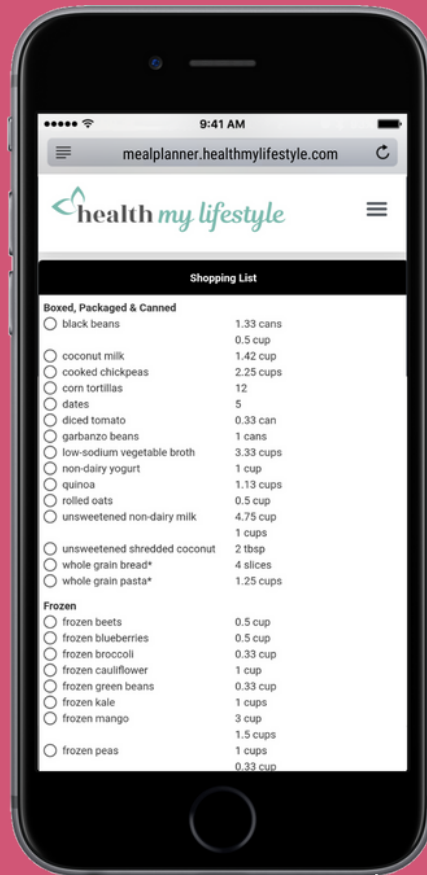 9:41 AM
mealplanner.healthmylifestyle.com
health my lifestyle
Shopping List
Boxed, Packaged & Canned
black beans 1.33 cans
0.5 cup
coconut milk 1.42 cup
cooked chickpeas 2.25 cups
corn tortillas 12
dates 5
diced tomato 0.33 can
garbanzo beans 1 cans
low-sodium vegetable broth 3.33 cups
non-dairy yogurt 1 cup
quinoa 1.13 cups
rolled oats 0.5 cup
unsweetened non-dairy milk 4.75 cup
1 cups
unsweetened shredded coconut 2 tbsp
whole grain bread* 4 slices
whole grain pasta* 1.25 cups
Frozen
frozen beets 0.5 cup
frozen blueberries 0.5 cup
frozen broccoli 0.33 cup
frozen cauliflower 1 cup
frozen green beans 0.33 cup
frozen kale 1 cups
frozen mango 3 cup
1.5 cups
frozen peas 1 cups
0.33 cup